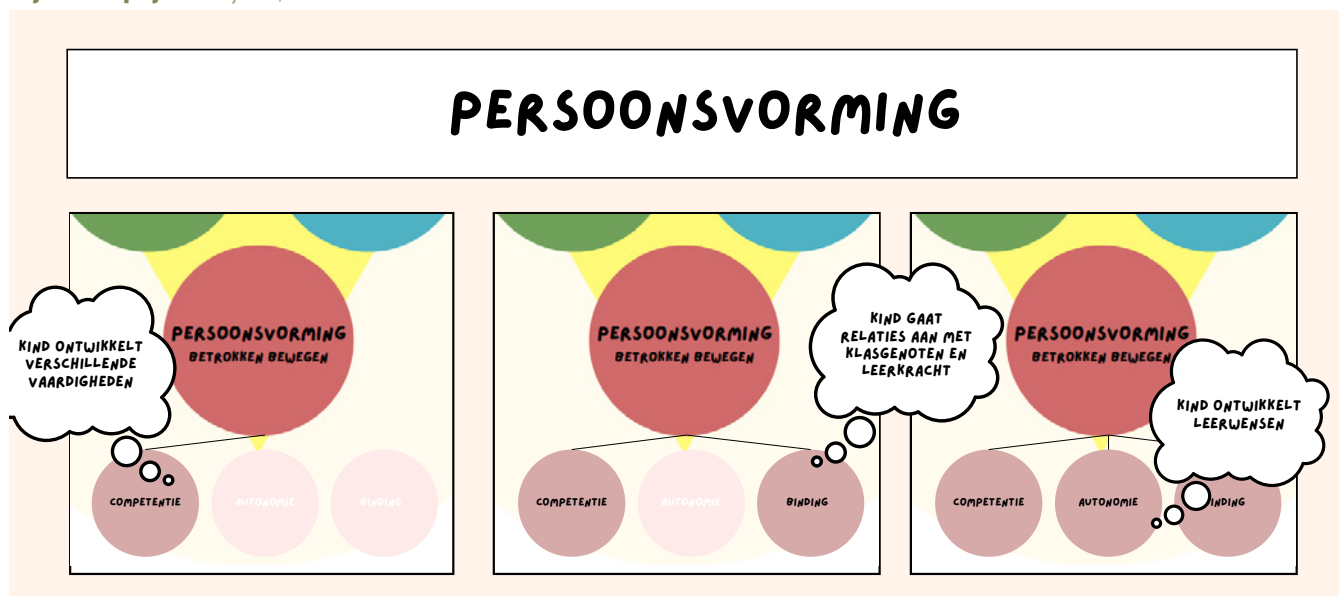 PERSOONSVORMING
PERSOONSVORMING
BETROKKEN BEWEGEN
KIND ONTWIKKELT
VERSCHILLENDE
VAARDIGHEDEN
COMPETENTIE
AUTONOMIE
BINDING
PERSOONSVORMING
BETROKKEN BEWEGEN
KIND GAAT
RELATIES AAN MET
KLASGENOTEN EN
LEERKRACHT
COMPETENTIE
AUTONOMIE
BINDING
PERSOONSVORMING
BETROKKEN BEWEGEN
KIND ONTWIKKELT
LEERWENSEN
COMPETENTIE
AUTONOMIE
INDING